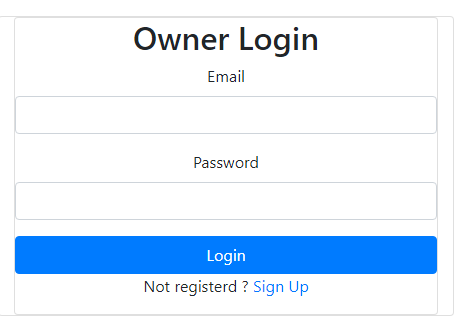 Owner Login
Email
Password
Login
Not registerd ? Sign Up